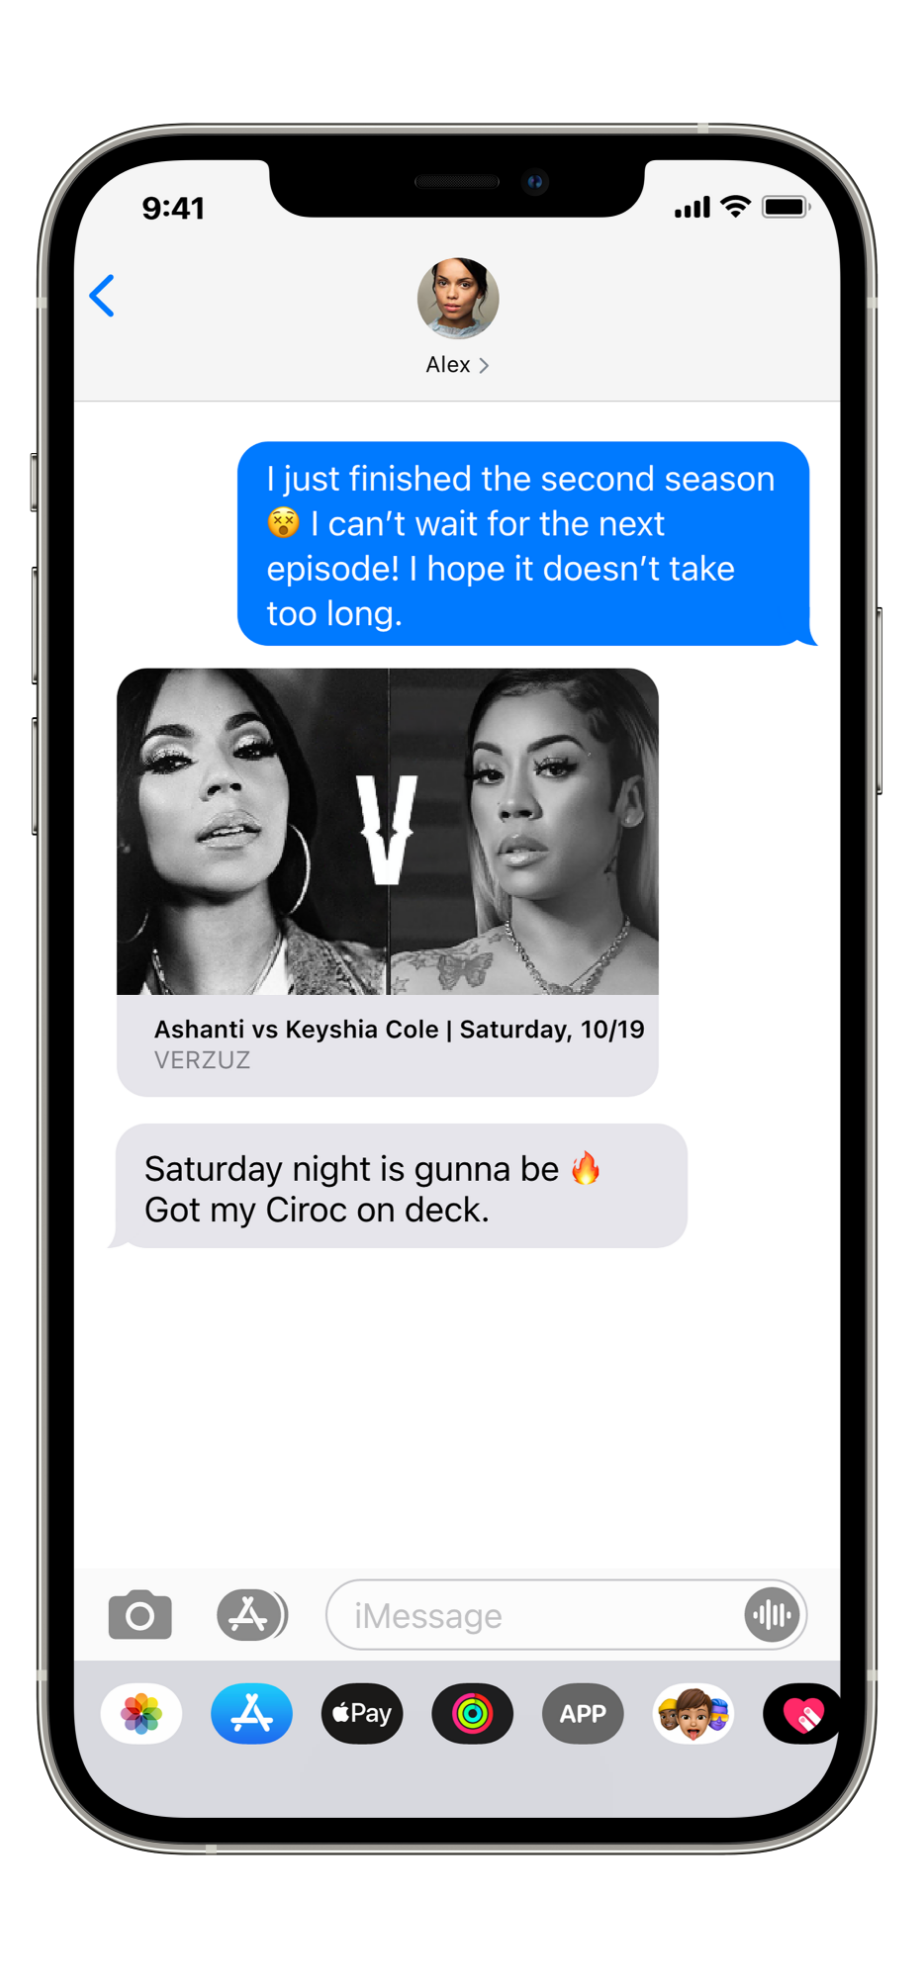 9:41
Alex
I just finished the second season
😵 I can’t wait for the next
episode! I hope it doesn’t take
too long.
V
Ashanti vs Keyshia Cole | Saturday, 10/19
VERZUZ
Saturday night is gunna be 🔥
Got my Ciroc on deck.
iMessage
Pay
APP